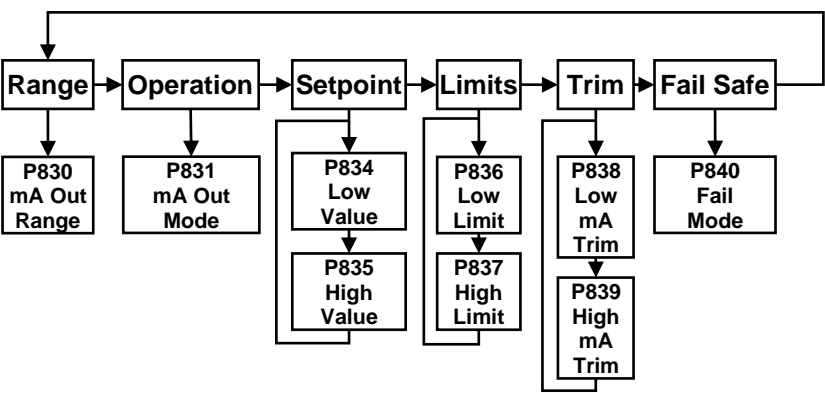 Range
Operation
Setpoint
Limits
Trim
Fail Safe
P830
mA Out
Range
P831
mA Out
Mode
P834
Low
Value
P835
High
Value
P836
Low
Limit
P837
High
Limit
P838
Low
mA
Trim
P839
High
mA
Trim
P840
Fail
Mode